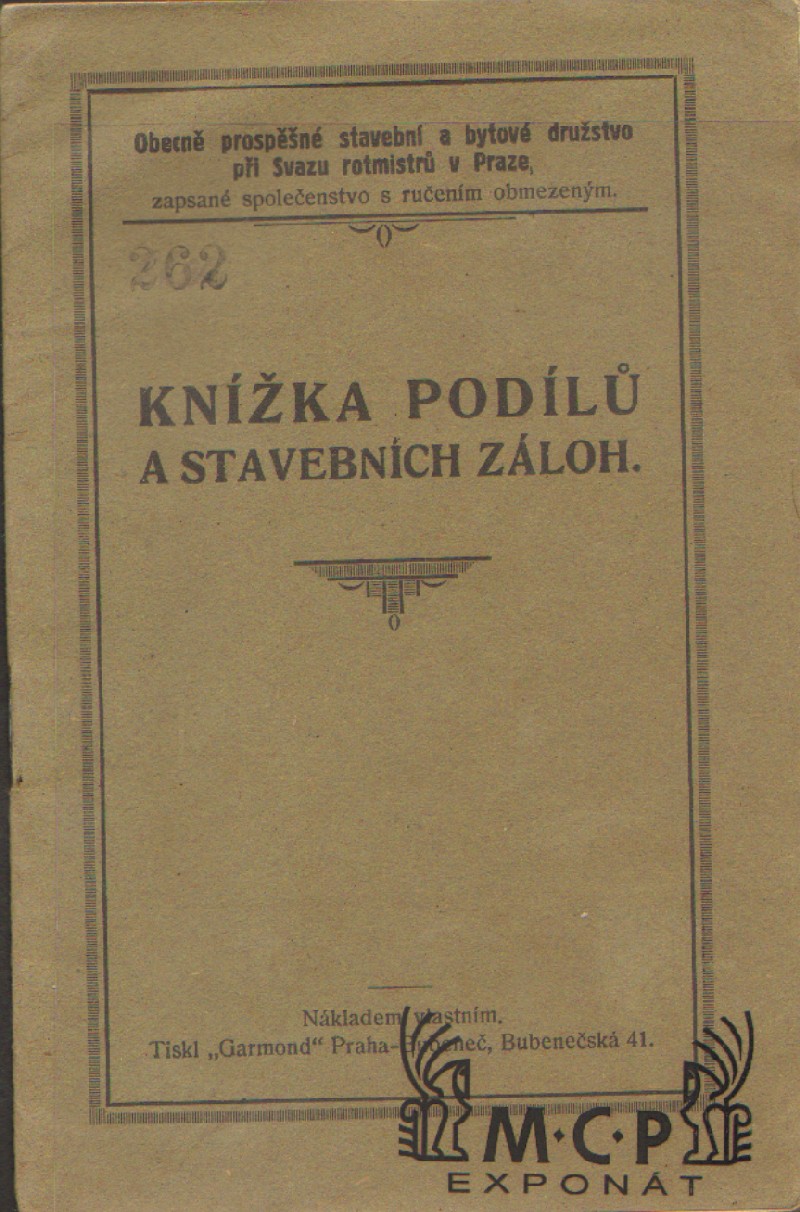 Obecně prospěšné stavební a bytové družstvo
při Svazu rotmistrů v Praze,
zapsané společenstvo s ručením obmezeným.
262
KNÍŽKA PODÍLŮ
A STAVEBNÍCH ZÁLOH.
Nákladem vlastním.
Tiskl „Garmond“ Praha-Bubeneč, Bubenečská 41.
M·C·P
EXPONÁT